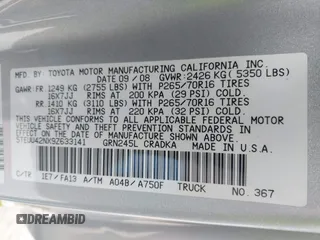 MFD. BY: TOYOTA MOTOR MANUFACTURING CALIFORNIA INC.
DATE 09/08 GVWR: 2426 KG (5350 LBS)
GAWR: FR. 1249 KG (2755 LBS) WITH P265/70R16 TIRES
16X7JJ RIMS AT 200 KPA (29 PSI) COLD.
RR. 1410 KG (3110 LBS) WITH P265/70R16 TIRES
16X7JJ RIMS AT 220 KPA (32 PSI) COLD.
THIS VEHICLE CONFORMS TO ALL APPLICABLE FEDERAL MOTOR
VEHICLE SAFETY STANDARDS IN EFFECT ON THE DATE OF
MANUFACTURE SHOWN ABOVE.
5TEUU42NX9Z633141
GRN245L CRADKA MADE IN U.S.A.
C/TR 1E7/FA13 A/TM A04B/A750F TRUCK NO. 367